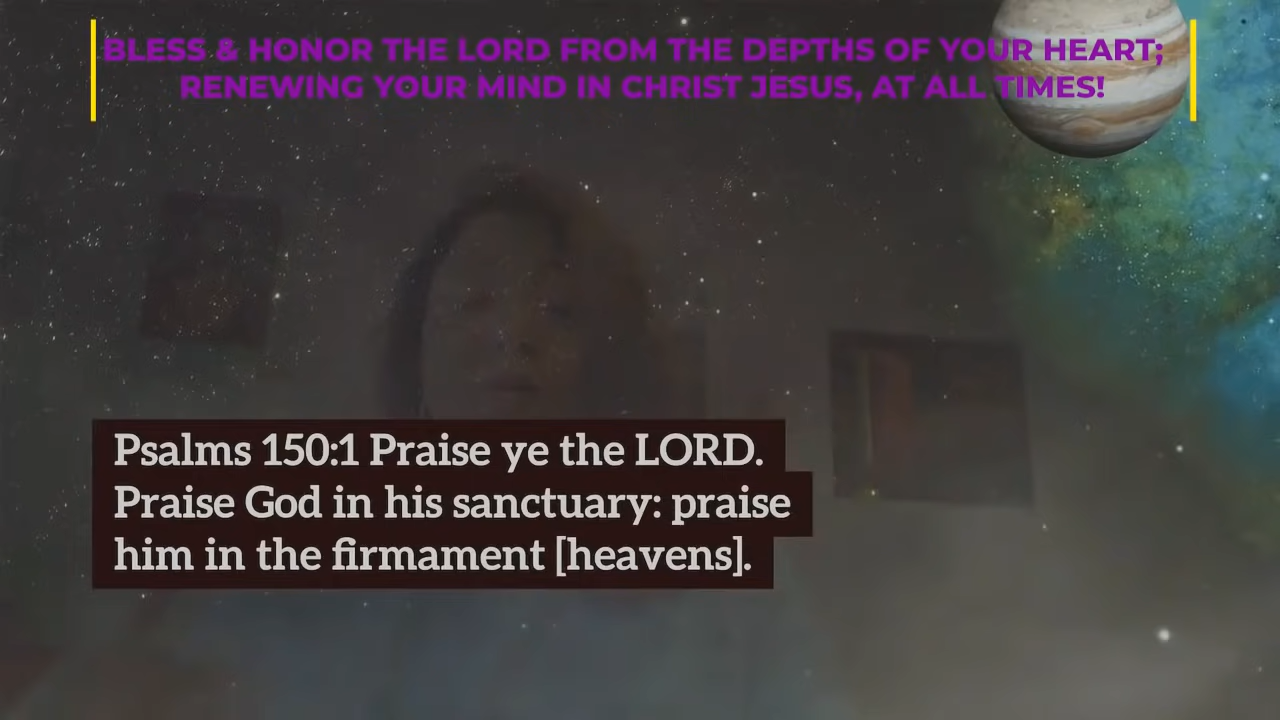 BLESS & HONOR THE LORD FROM THE DEPTHS OF YOUR HEART;
RENEWING YOUR MIND IN CHRIST JESUS, AT ALL TIMES!
Psalms 150:1 Praise ye the LORD.
Praise God in his sanctuary: praise
him in the firmament [heavens].